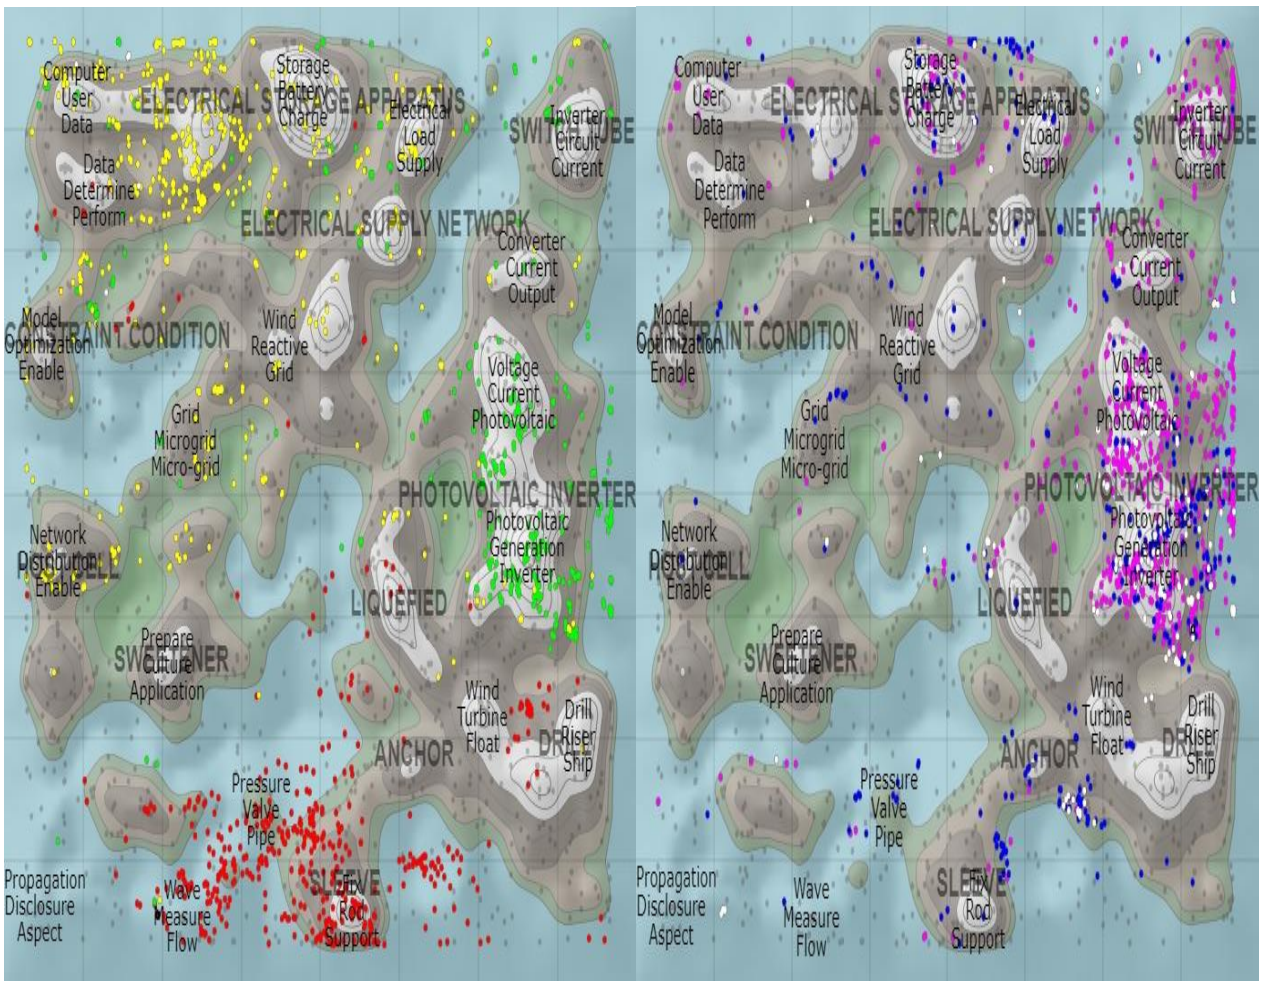 Computer
User
Data
Storage
Battery
Charge
ELECTRICAL STORAGE APPARATUS
Electrical
Load
Supply
Inverter
Circuit
Current
Data
Determine
Perform
ELECTRICAL SUPPLY NETWORK
Converter
Current
Output
Model
Optimization
Enable
CONSTRAINT CONDITION
Wind
Reactive
Grid
Voltage
Current
Photovoltaic
Grid
Microgrid
Micro-grid
PHOTOVOLTAIC INVERTER
Network
Distribution
Enable
Photovoltaic
Generation
Inverter
LIQUEFIED
Prepare
Culture
Application
SWEETENER
Wind
Turbine
Float
Drill
Riser
Ship
ANCHOR
Pressure
Valve
Pipe
Propagation
Disclosure
Aspect
Wave
Measure
Flow
SLEEVE
Fix
Rod
Support
Computer
User
Data
Storage
Battery
Charge
ELECTRICAL STORAGE APPARATUS
Electrical
Load
Supply
Inverter
Circuit
Current
Data
Determine
Perform
ELECTRICAL SUPPLY NETWORK
Converter
Current
Output
Model
Optimization
Enable
CONSTRAINT CONDITION
Wind
Reactive
Grid
Voltage
Current
Photovoltaic
Grid
Microgrid
Micro-grid
PHOTOVOLTAIC INVERTER
Network
Distribution
Enable
Photovoltaic
Generation
Inverter
LIQUEFIED
Prepare
Culture
Application
SWEETENER
Wind
Turbine
Float
Drill
Riser
Ship
ANCHOR
Pressure
Valve
Pipe
Propagation
Disclosure
Aspect
Wave
Measure
Flow
SLEEVE
Fix
Rod
Support